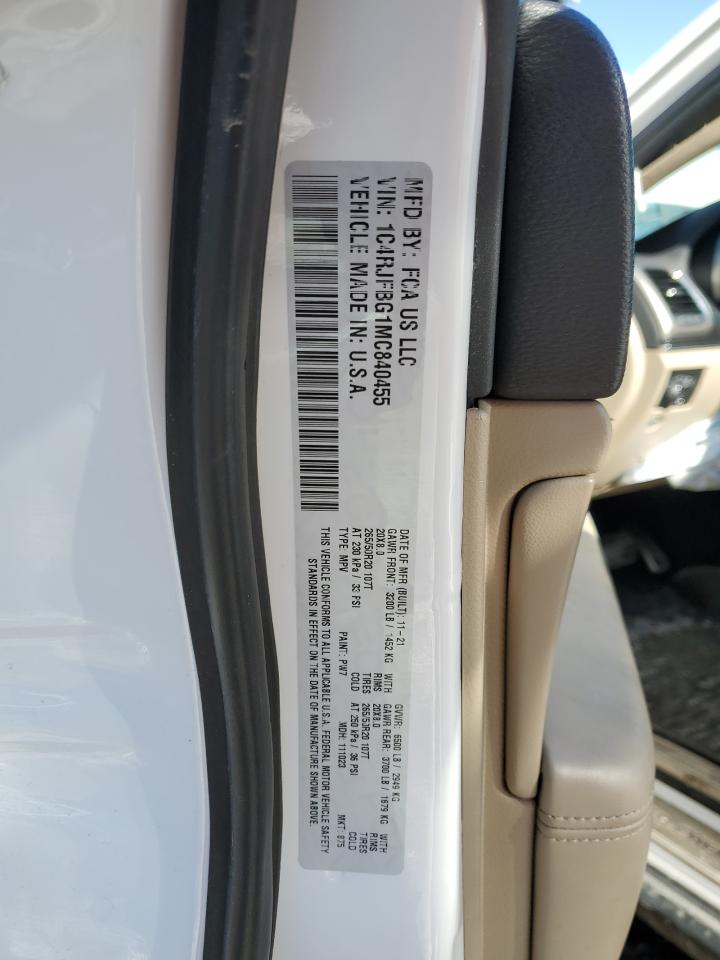 MFD BY: FCA US LLC
VIN: 1C4RJFBG1MC840455
VEHICLE MADE IN: U.S.A.
DATE OF MFR (BUILT): 11-21 GVWR: 6500 LB / 2949 KG
GAWR FRONT: 3200 LB / 1452 KG WITH GAWR REAR: 3700 LB / 1679 KG WITH
20X8.0 RIMS 20X8.0 RIMS
265/50R20 107T TIRES 265/50R20 107T TIRES
AT 230 kPa / 33 PSI COLD AT 250 kPa / 36 PSI COLD
TYPE: MPV PAINT: PW7 MDH: 111023 MKT: 875
THIS VEHICLE CONFORMS TO ALL APPLICABLE U.S.A. FEDERAL MOTOR VEHICLE SAFETY
STANDARDS IN EFFECT ON THE DATE OF MANUFACTURE SHOWN ABOVE.